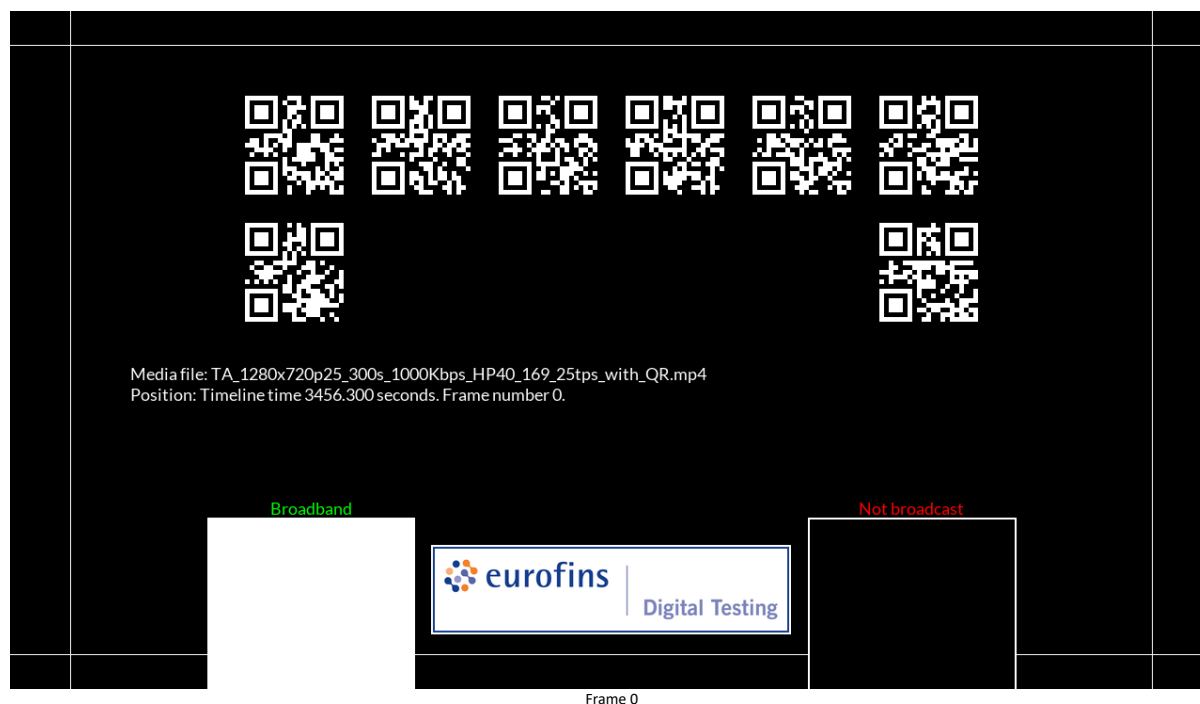 Media file: TA_1280x720p25_300s_1000Kbps_HP40_169_25tps_with_QR.mp4
Position: Timeline time 3456.300 seconds. Frame number 0.
Broadband
Not broadcast
eurofins
Digital Testing
Frame 0